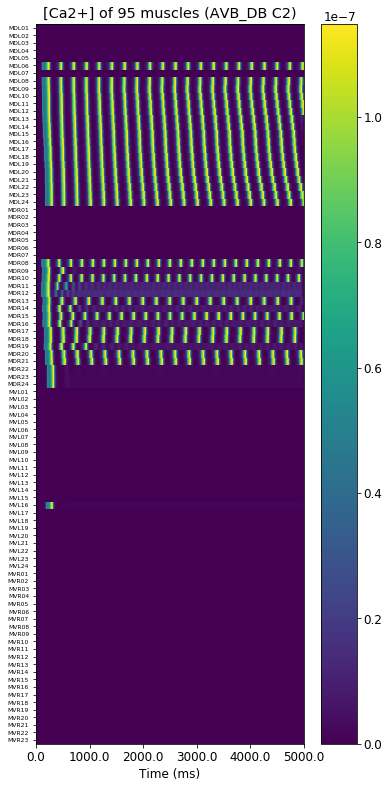 [Ca2+] of 95 muscles (AVB_DB C2)
1e−7
MDL01
MDL02
MDL03
MDL04
MDL05
MDL06
MDL07
MDL08
MDL09
MDL10
MDL11
MDL12
MDL13
MDL14
MDL15
MDL16
MDL17
MDL18
MDL19
MDL20
MDL21
MDL22
MDL23
MDL24
MDR01
MDR02
MDR03
MDR04
MDR05
MDR06
MDR07
MDR08
MDR09
MDR10
MDR11
MDR12
MDR13
MDR14
MDR15
MDR16
MDR17
MDR18
MDR19
MDR20
MDR21
MDR22
MDR23
MDR24
MVL01
MVL02
MVL03
MVL04
MVL05
MVL06
MVL07
MVL08
MVL09
MVL10
MVL11
MVL12
MVL13
MVL14
MVL15
MVL16
MVL17
MVL18
MVL19
MVL20
MVL21
MVL22
MVL23
MVL24
MVR01
MVR02
MVR03
MVR04
MVR05
MVR06
MVR07
MVR08
MVR09
MVR10
MVR11
MVR12
MVR13
MVR14
MVR15
MVR16
MVR17
MVR18
MVR19
MVR20
MVR21
MVR22
MVR23
0.0 1000.0 2000.0 3000.0 4000.0 5000.0
Time (ms)
1.0
0.8
0.6
0.4
0.2
0.0